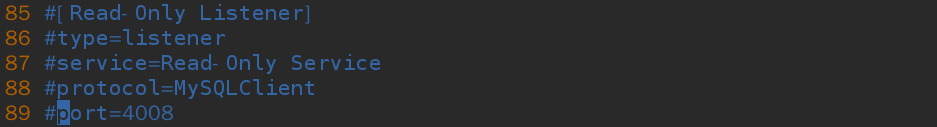 85 #[Read-Only Listener]
86 #type=listener
87 #service=Read-Only Service
88 #protocol=MySQLClient
89 #port=4008